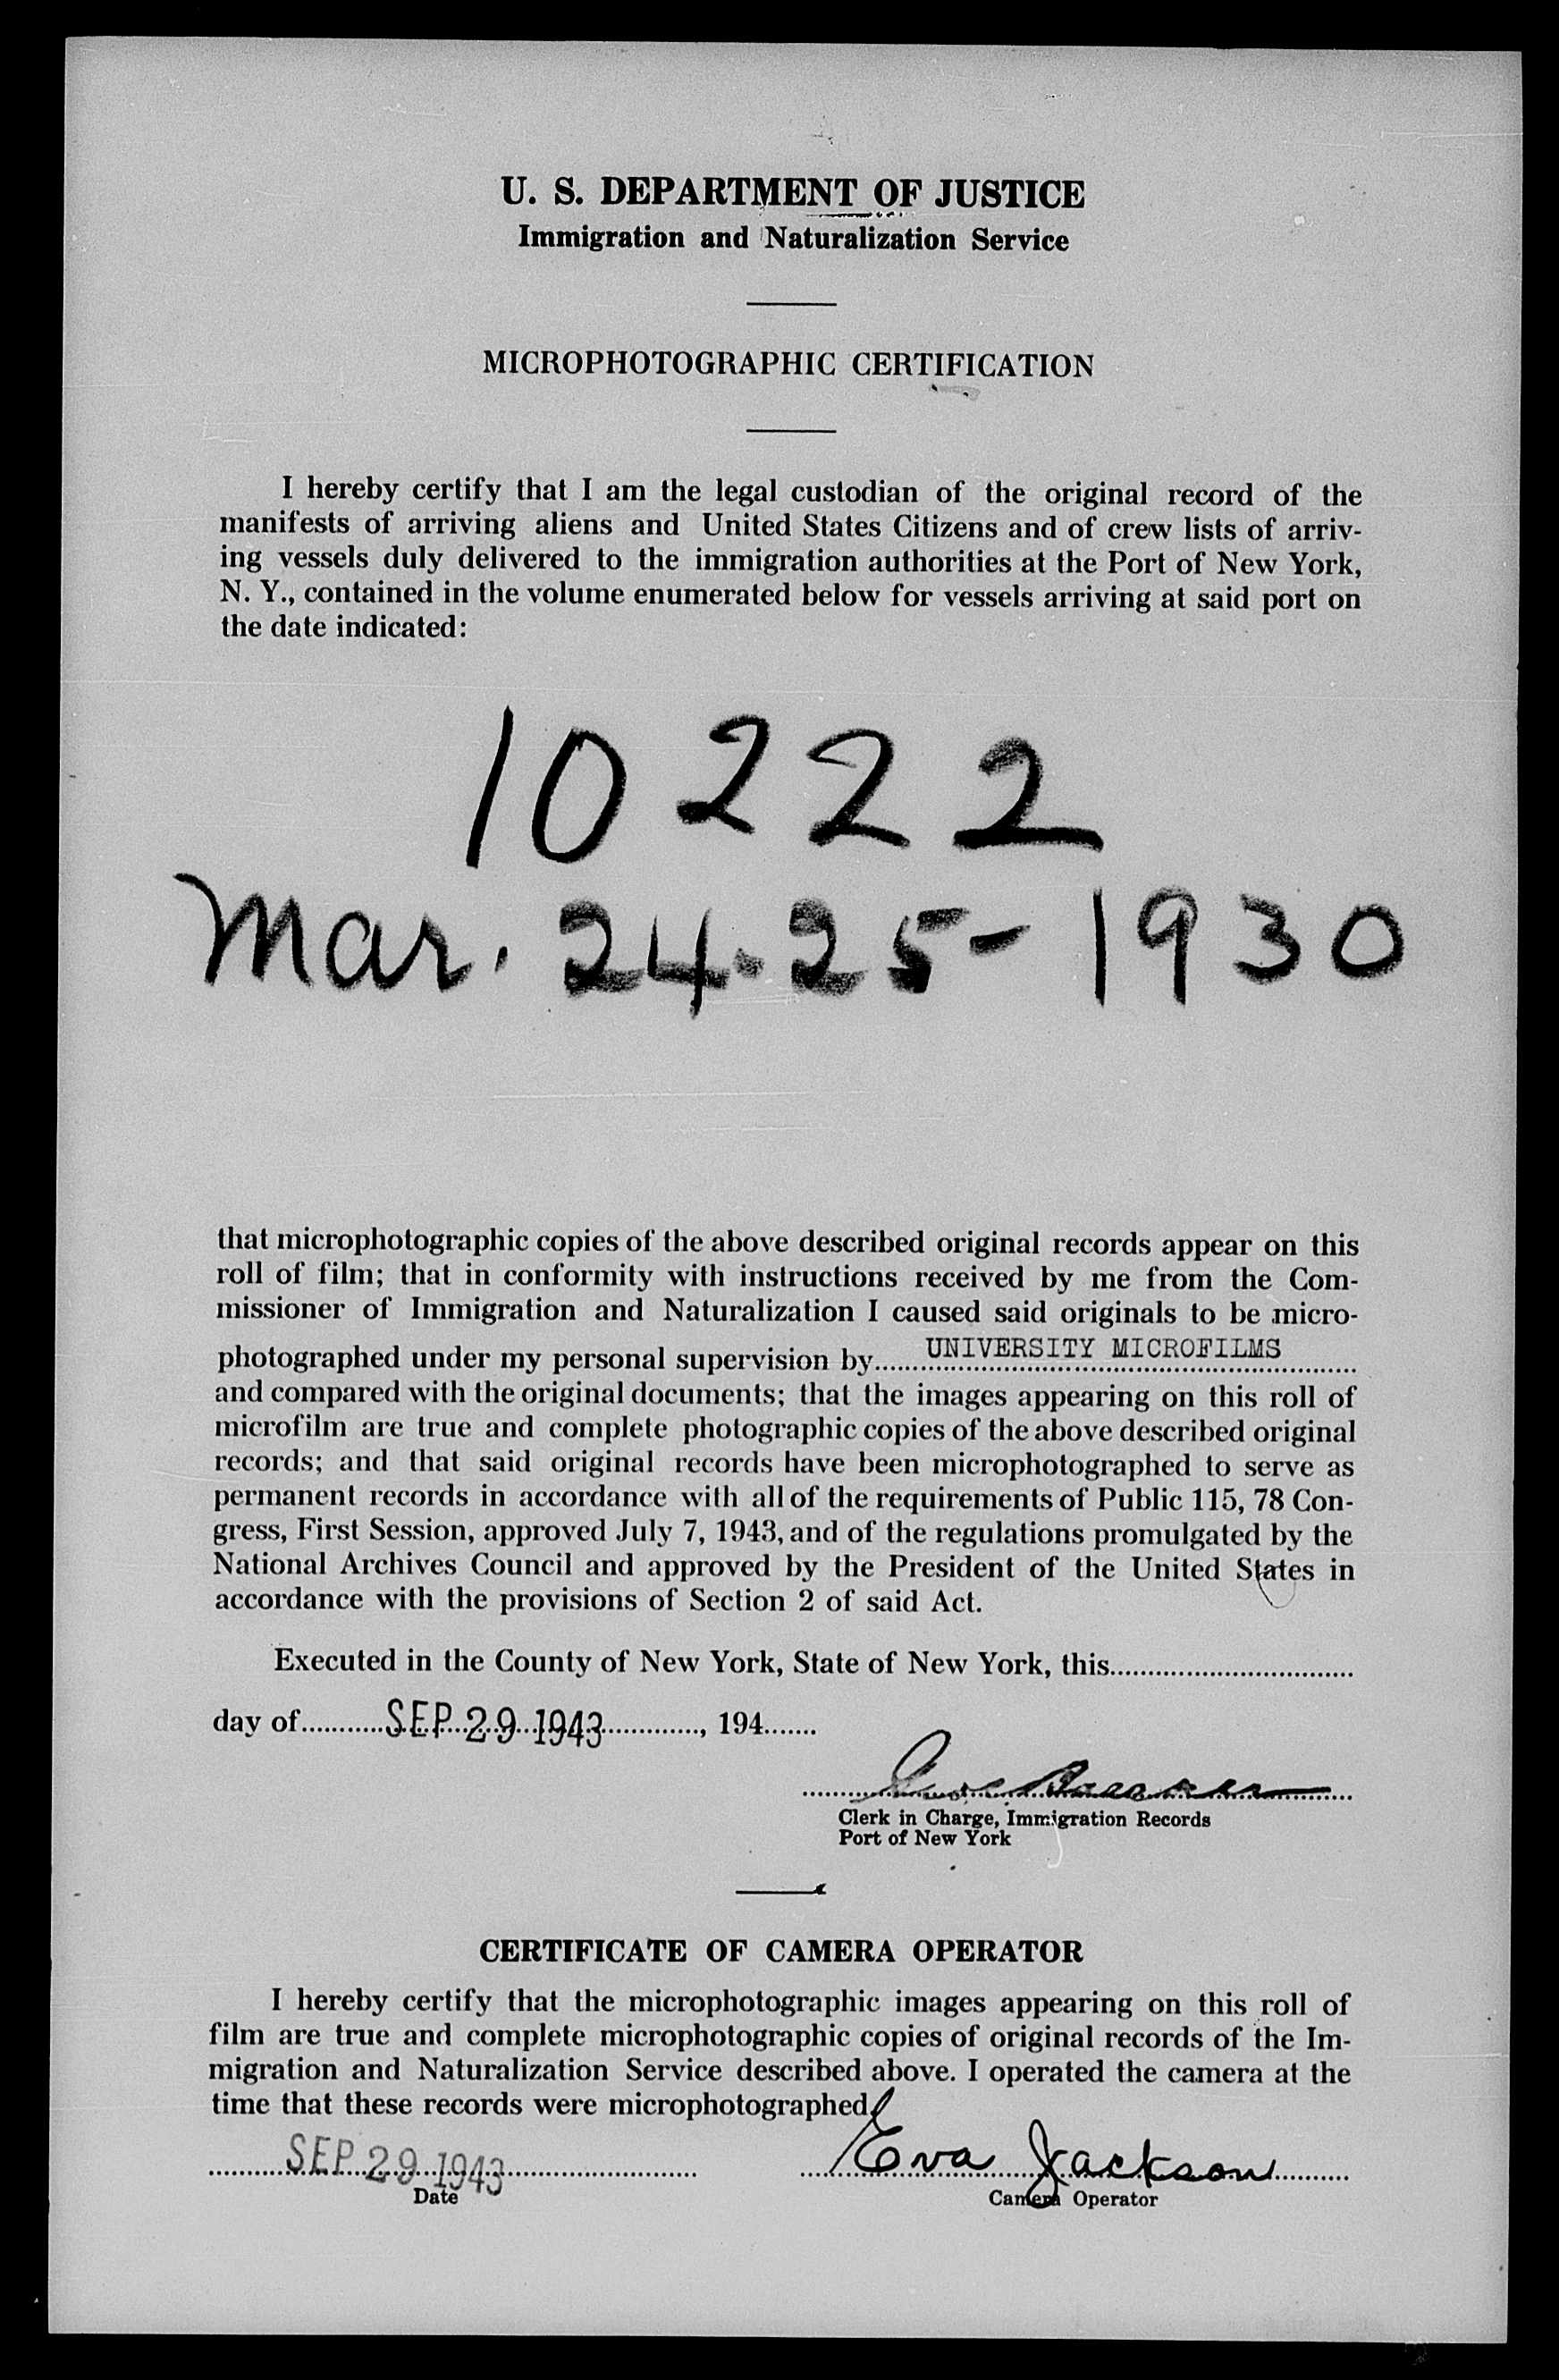 U. S. DEPARTMENT OF JUSTICE
Immigration and Naturalization Service
MICROPHOTOGRAPHIC CERTIFICATION
I hereby certify that I am the legal custodian of the original record of the
manifests of arriving aliens and United States Citizens and of crew lists of arriv-
ing vessels duly delivered to the immigration authorities at the Port of New York,
N. Y., contained in the volume enumerated below for vessels arriving at said port on
the date indicated:
10222
Mar. 24-25-1930
that microphotographic copies of the above described original records appear on this
roll of film; that in conformity with instructions received by me from the Com-
missioner of Immigration and Naturalization I caused said originals to be micro-
photographed under my personal supervision by UNIVERSITY MICROFILMS
and compared with the original documents; that the images appearing on this roll of
microfilm are true and complete photographic copies of the above described original
records; and that said original records have been microphotographed to serve as
permanent records in accordance with all of the requirements of Public 115, 78 Con-
gress, First Session, approved July 7, 1943, and of the regulations promulgated by the
National Archives Council and approved by the President of the United States in
accordance with the provisions of Section 2 of said Act.
Executed in the County of New York, State of New York, this
day of SEP 29 1943, 194
Clerk in Charge, Immigration Records
Port of New York
CERTIFICATE OF CAMERA OPERATOR
I hereby certify that the microphotographic images appearing on this roll of
film are true and complete microphotographic copies of original records of the Im-
migration and Naturalization Service described above. I operated the camera at the
time that these records were microphotographed.
SEP 29 1943 Eva Jackson
Date Camera Operator